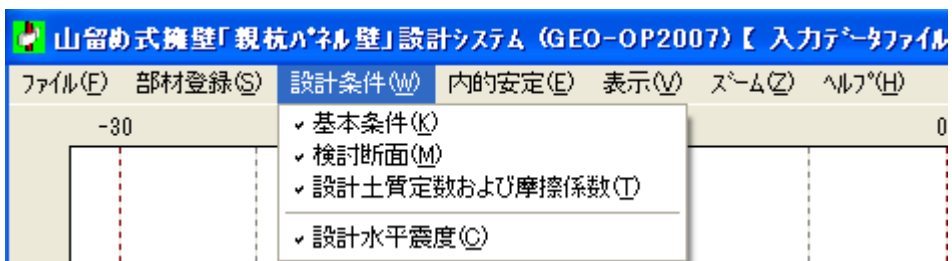 山留め式擁壁「親杭ﾊﾟﾈﾙ壁」設計ｼｽﾃﾑ (GEO-OP2007)【 入力ﾃﾞｰﾀﾌｧｲﾙ
ﾌｧｲﾙ(F) 部材登録(S) 設計条件(W) 内的安定(E) 表示(V) ｽﾞｰﾑ(Z) ﾍﾙﾌﾟ(H)
-30 0
✓基本条件(K)
✓検討断面(M)
✓設計土質定数および摩擦係数(T)
✓設計水平震度(C)